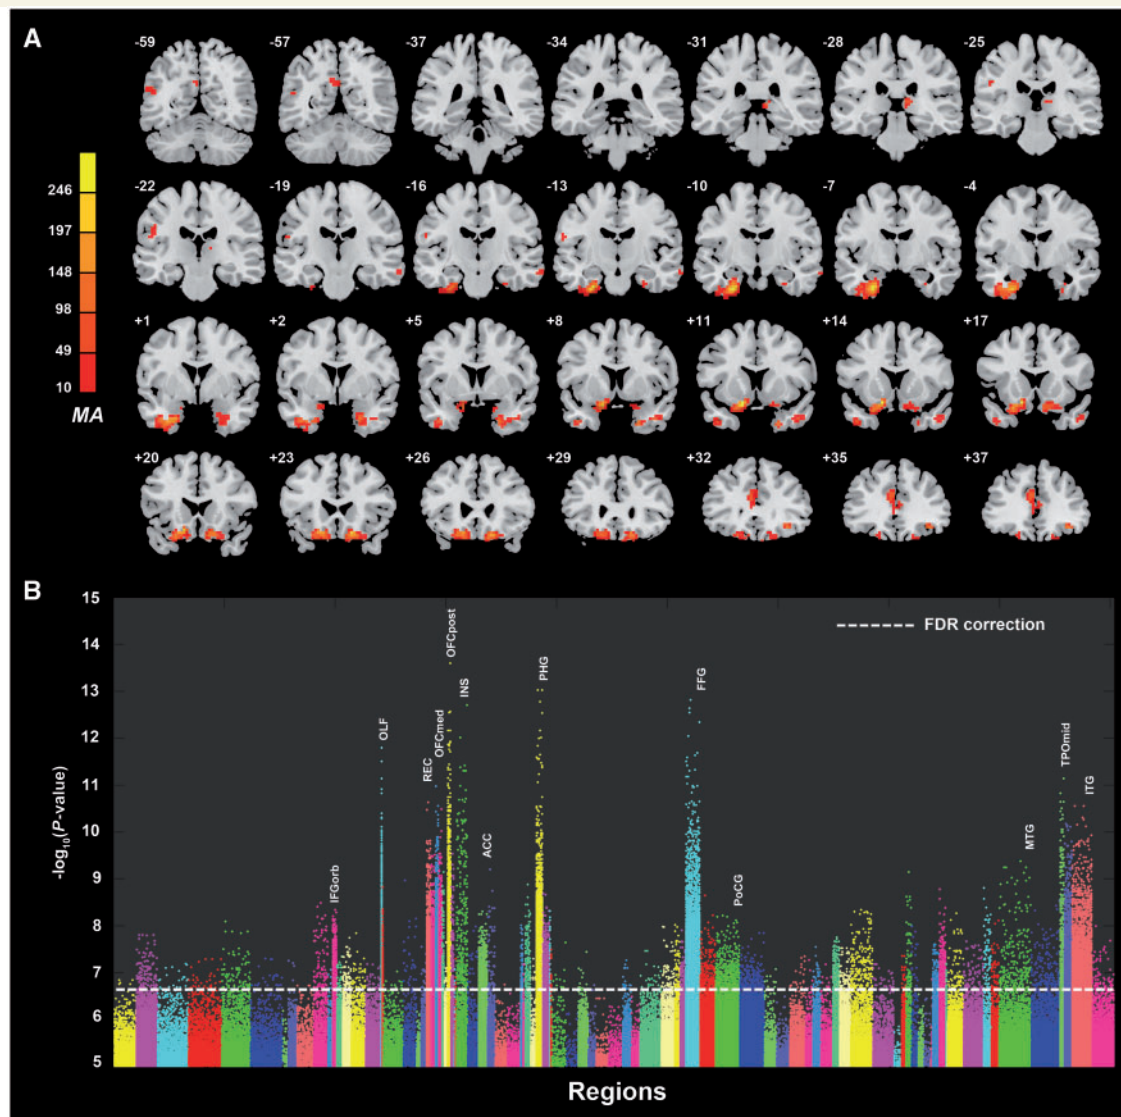 A
-59 -57 -37 -34 -31 -28 -25
-22 -19 -16 -13 -10 -7 -4
+1 +2 +5 +8 +11 +14 +17
+20 +23 +26 +29 +32 +35 +37
246
197
148
98
49
10
MA
B
15
14
13
12
11
10
9
8
7
6
5
-log10(P-value)
FDR correction
IFGorb
OLF
REC
OFCmed
OFCpost
INS
ACC
PHG
FFG
PoCG
MTG
TPOmid
ITG
Regions